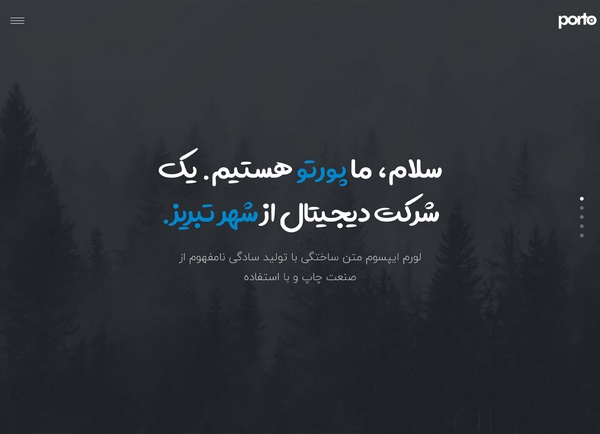 porto
سلام، ما پورتو هستیم. یک
شرکت دیجیتال از شهر تبریز.
لورم ایپسوم متن ساختگی با تولید سادگی نامفهوم از
صنعت چاپ و با استفاده